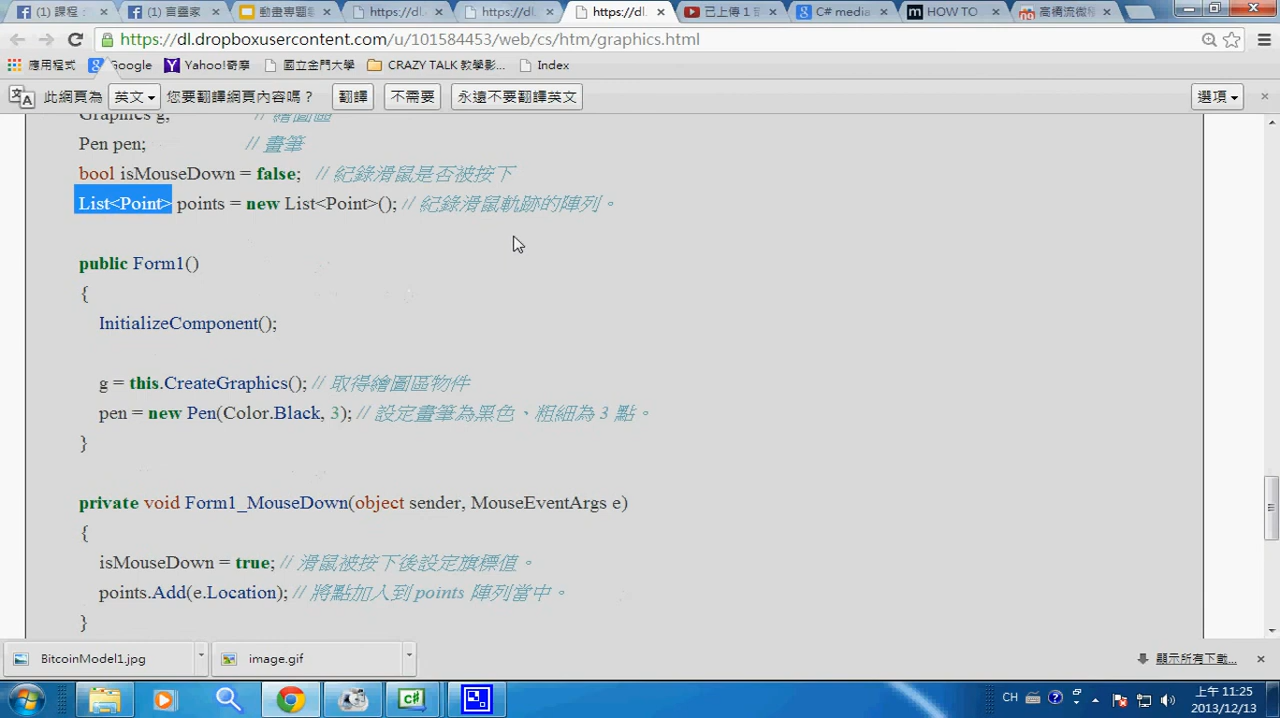 (1) 課程
(1) 官壘家
動畫專題
https://dl.
https://dl.
https://dl.
已上傳 1
C# media
HOW TO
高橋流微
https://dl.dropboxusercontent.com/u/101584453/web/cs/htm/graphics.html
應用程式
Google
Yahoo!奇摩
國立金門大學
CRAZY TALK 教學影...
Index
此網頁為 英文 您要翻譯網頁內容嗎？ 翻譯 不需要 永遠不要翻譯英文 選項
Graphics g; // 繪圖區
Pen pen; // 畫筆
bool isMouseDown = false; // 紀錄滑鼠是否被按下
List<Point> points = new List<Point>(); // 紀錄滑鼠軌跡的陣列。
public Form1()
{
InitializeComponent();
g = this.CreateGraphics(); // 取得繪圖區物件
pen = new Pen(Color.Black, 3); // 設定畫筆為黑色、粗細為 3 點。
}
private void Form1_MouseDown(object sender, MouseEventArgs e)
{
isMouseDown = true; // 滑鼠被按下後設定旗標值。
points.Add(e.Location); // 將點加入到 points 陣列當中。
}
BitcoinModel1.jpg
image.gif
顯示所有下載...
CH
上午 11:25
2013/12/13